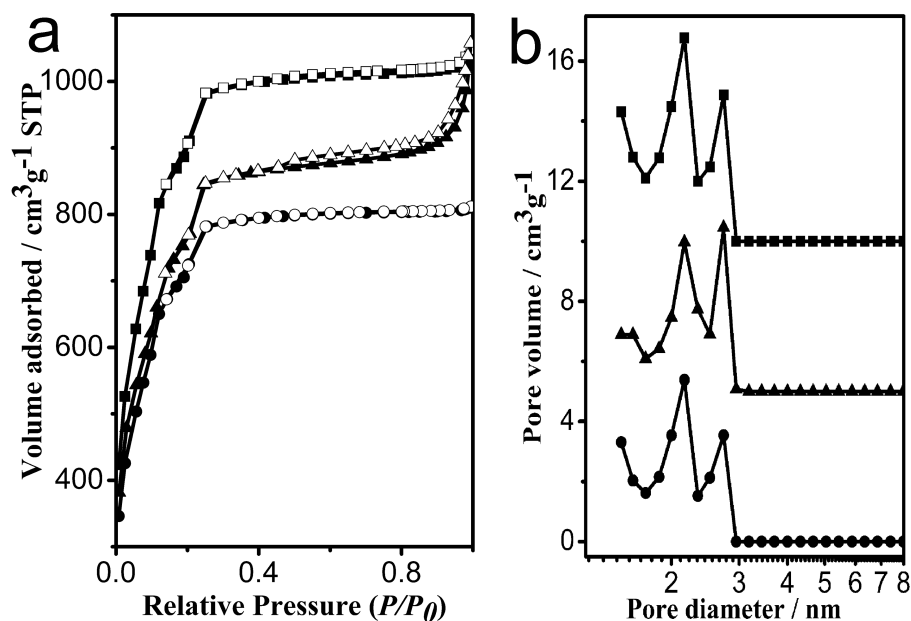 a
Volume adsorbed / cm³g⁻¹ STP
1000
800
600
400
0.0 0.4 0.8
Relative Pressure (P/P₀)
b
Pore volume / cm³g⁻¹
16
12
8
4
0
2 3 4 5 6 7 8
Pore diameter / nm